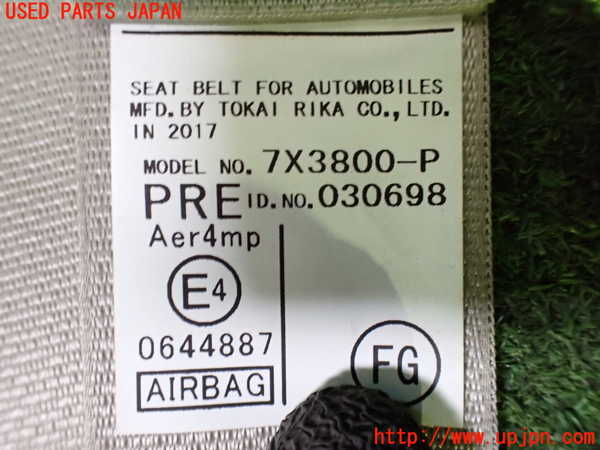 USED PARTS JAPAN
SEAT BELT FOR AUTOMOBILES
MFD.BY TOKAI RIKA CO.,LTD.
IN 2017
MODEL NO. 7X3800-P
PRE ID.NO. 030698
Aer4mp
E4
0644887
AIRBAG
FG
http://www.upjpn.com/